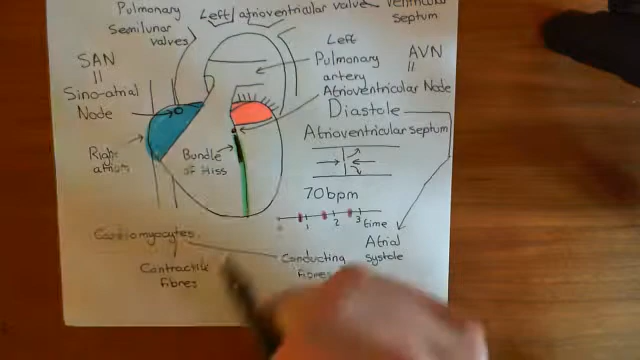 Pulmonary
Semilunar
valves
Left/atrioventricular valve
Ventricular
septum
SAN
=
Sino-atrial
Node
Left
Pulmonary
artery
AVN
=
Atrioventricular Node
Diastole
Atrioventricular septum
Right
atrium
Bundle
of Hiss
70bpm
1 2 3 time
Atrial
systole
Cardiomyocytes
Contractile
fibres
Conducting
fibres